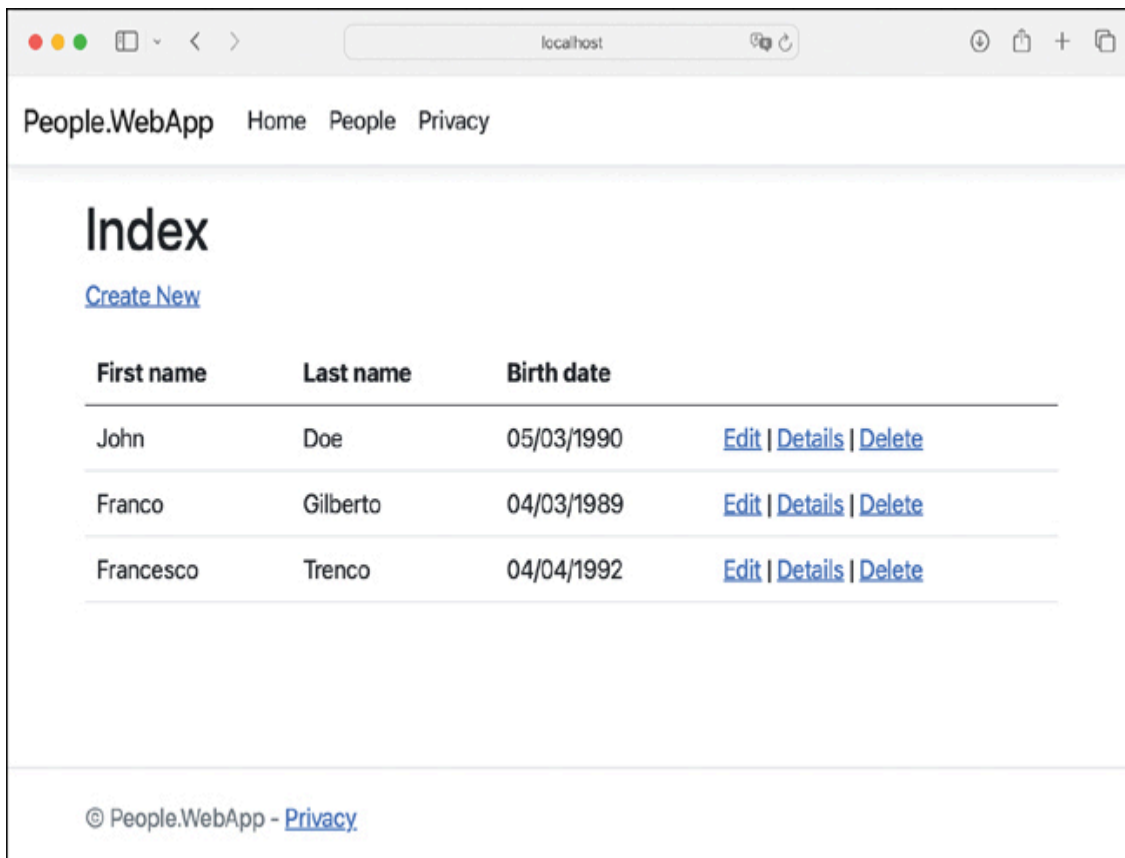 localhost
People.WebApp Home People Privacy
Index
Create New
First name Last name Birth date
John Doe 05/03/1990 Edit | Details | Delete
Franco Gilberto 04/03/1989 Edit | Details | Delete
Francesco Trenco 04/04/1992 Edit | Details | Delete
© People.WebApp - Privacy